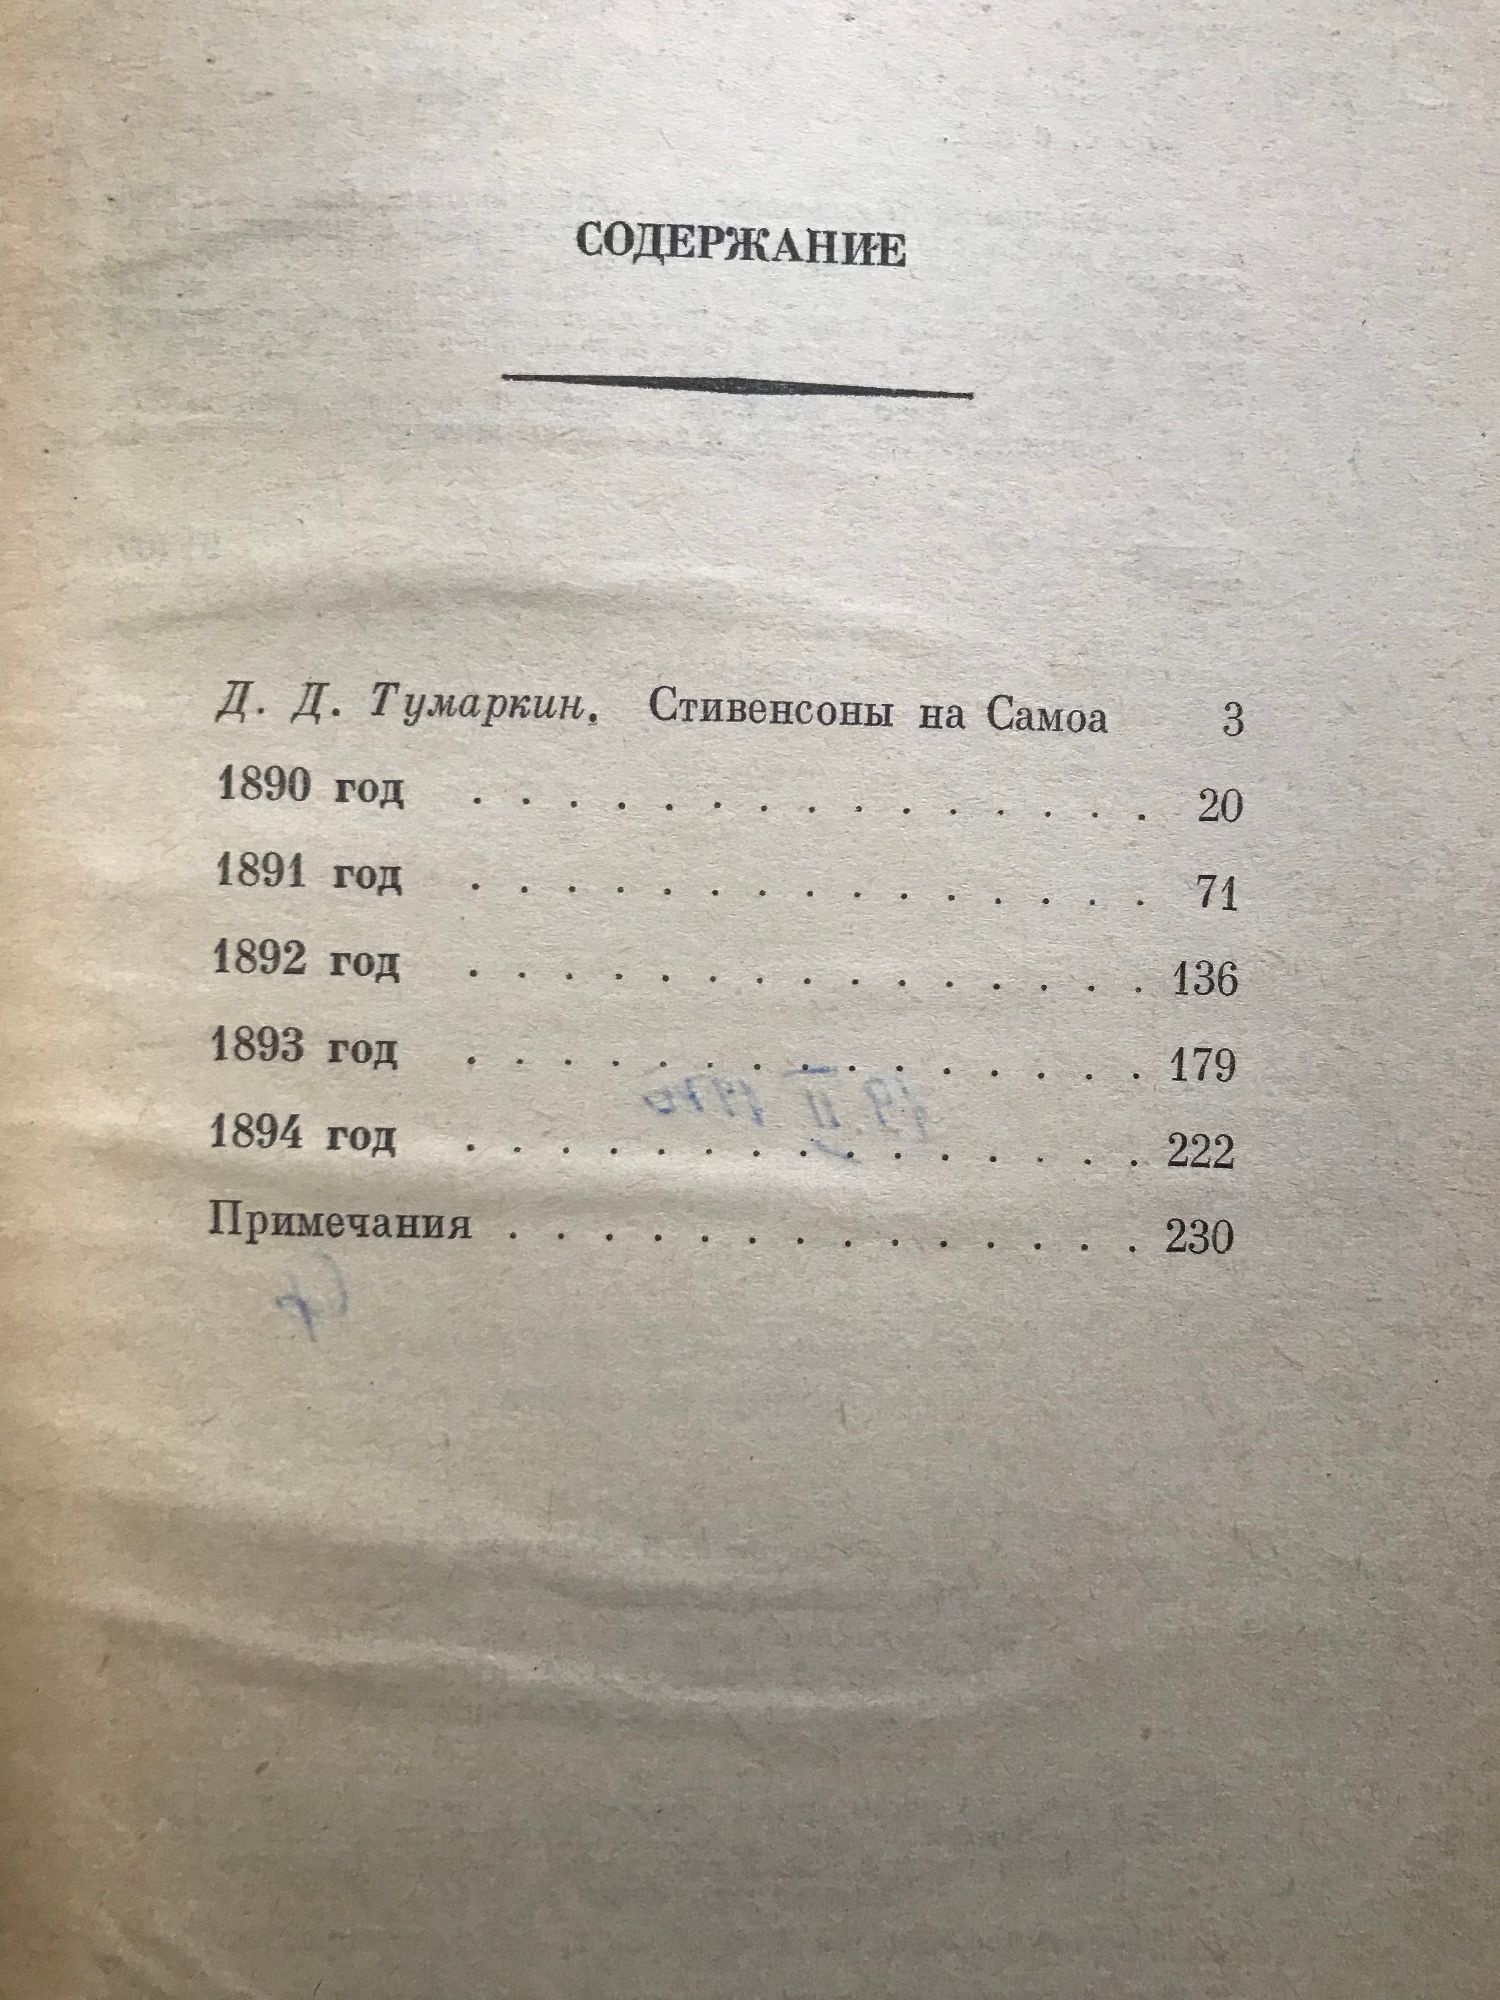 СОДЕРЖАНИЕ
Д. Д. Тумаркин. Стивенсоны на Самоа 3
1890 год . . . . . . . . . . . . . . . 20
1891 год . . . . . . . . . . . . . . . 71
1892 год . . . . . . . . . . . . . . . 136
1893 год . . . . . . . . . . . . . . . 179
1894 год . . . . . . . . . . . . . . . 222
Примечания . . . . . . . . . . . . . . 230